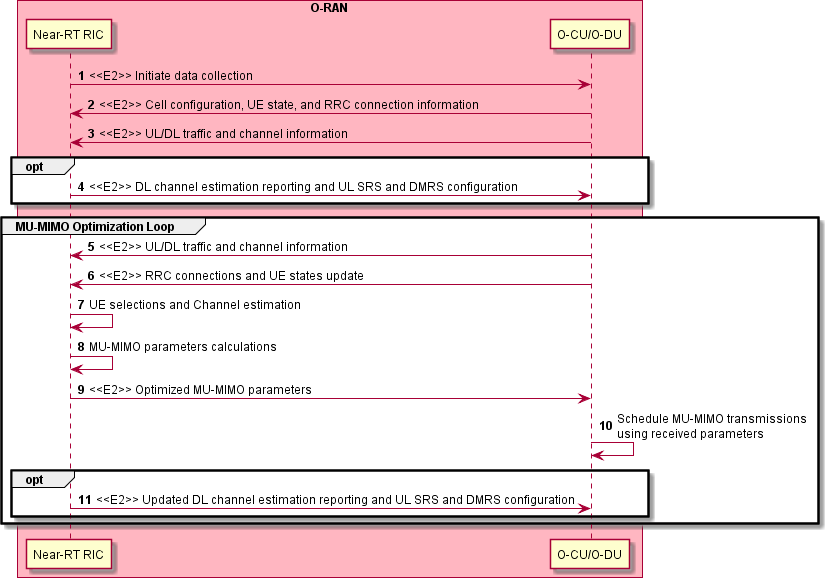 O-RAN
Near-RT RIC
O-CU/O-DU
1 <<E2>> Initiate data collection
2 <<E2>> Cell configuration, UE state, and RRC connection information
3 <<E2>> UL/DL traffic and channel information
opt
4 <<E2>> DL channel estimation reporting and UL SRS and DMRS configuration
MU-MIMO Optimization Loop
5 <<E2>> UL/DL traffic and channel information
6 <<E2>> RRC connections and UE states update
7 UE selections and Channel estimation
8 MU-MIMO parameters calculations
9 <<E2>> Optimized MU-MIMO parameters
10 Schedule MU-MIMO transmissions
using received parameters
opt
11 <<E2>> Updated DL channel estimation reporting and UL SRS and DMRS configuration
Near-RT RIC
O-CU/O-DU